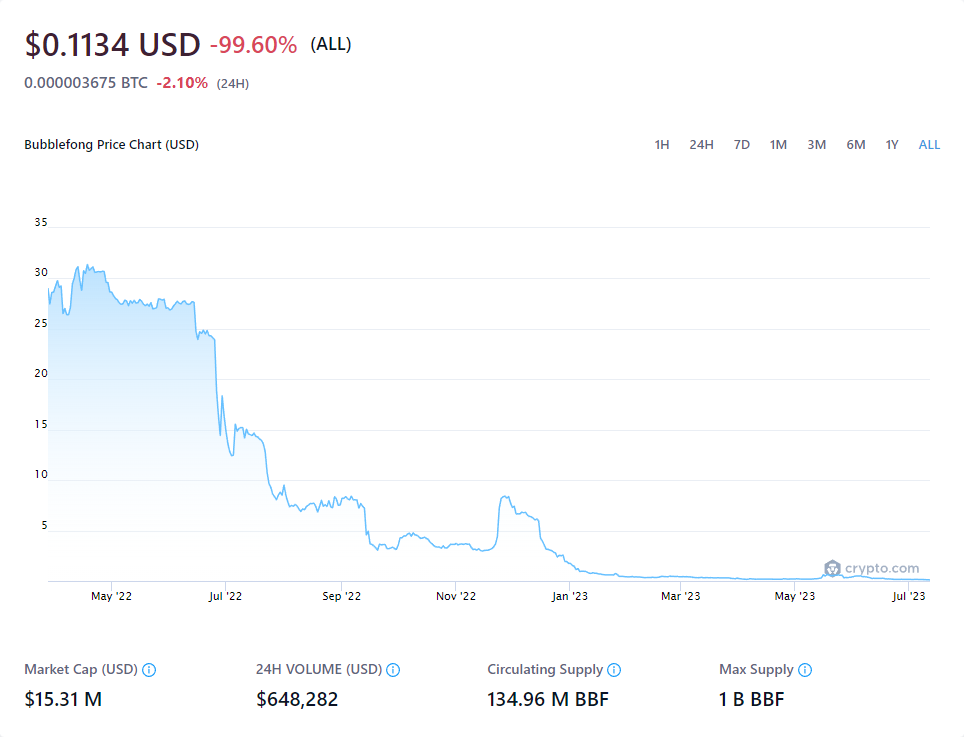 $0.1134 USD -99.60% (ALL)
0.000003675 BTC -2.10% (24H)
Bubblefong Price Chart (USD) 1H 24H 7D 1M 3M 6M 1Y ALL
35
30
25
20
15
10
5
crypto.com
May '22 Jul '22 Sep '22 Nov '22 Jan '23 Mar '23 May '23 Jul '23
Market Cap (USD) 24H VOLUME (USD) Circulating Supply Max Supply
$15.31 M $648,282 134.96 M BBF 1 B BBF